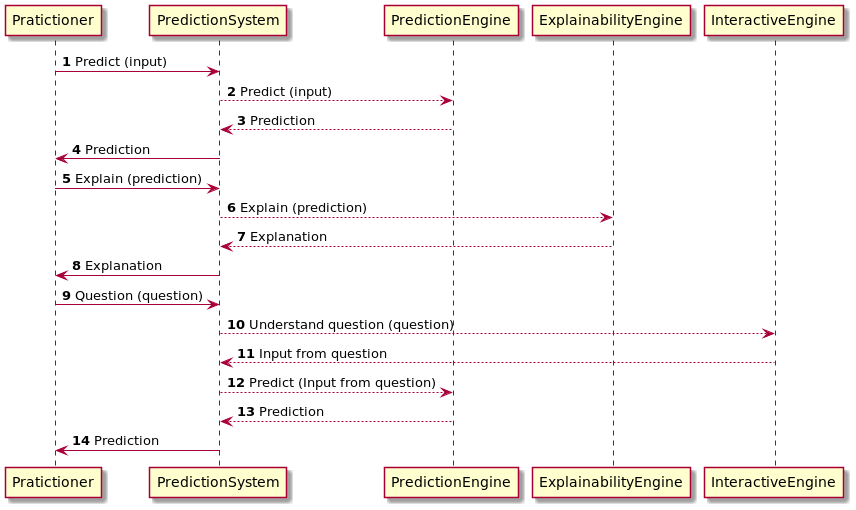 Pratictioner PredictionSystem PredictionEngine ExplainabilityEngine InteractiveEngine
1 Predict (input)
2 Predict (input)
3 Prediction
4 Prediction
5 Explain (prediction)
6 Explain (prediction)
7 Explanation
8 Explanation
9 Question (question)
10 Understand question (question)
11 Input from question
12 Predict (Input from question)
13 Prediction
14 Prediction
Pratictioner PredictionSystem PredictionEngine ExplainabilityEngine InteractiveEngine